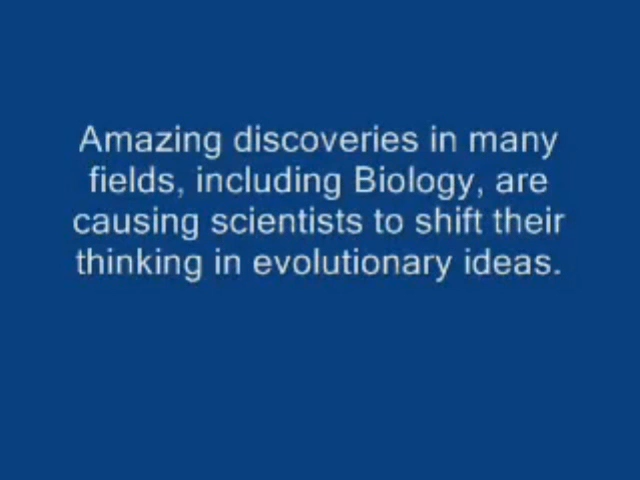 Amazing discoveries in many
fields, including Biology, are
causing scientists to shift their
thinking in evolutionary ideas.